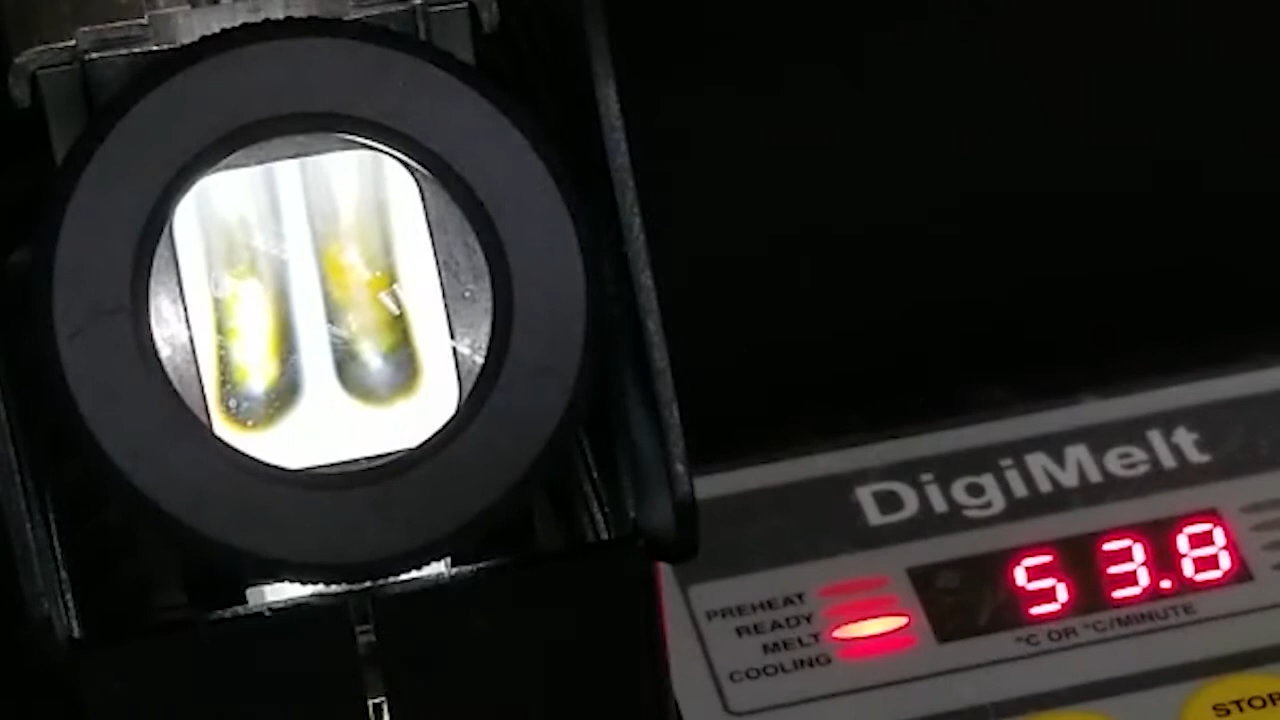 DigiMelt
53.8
PREHEAT
READY
MELT
COOLING
°C OR °C/MINUTE
STOP